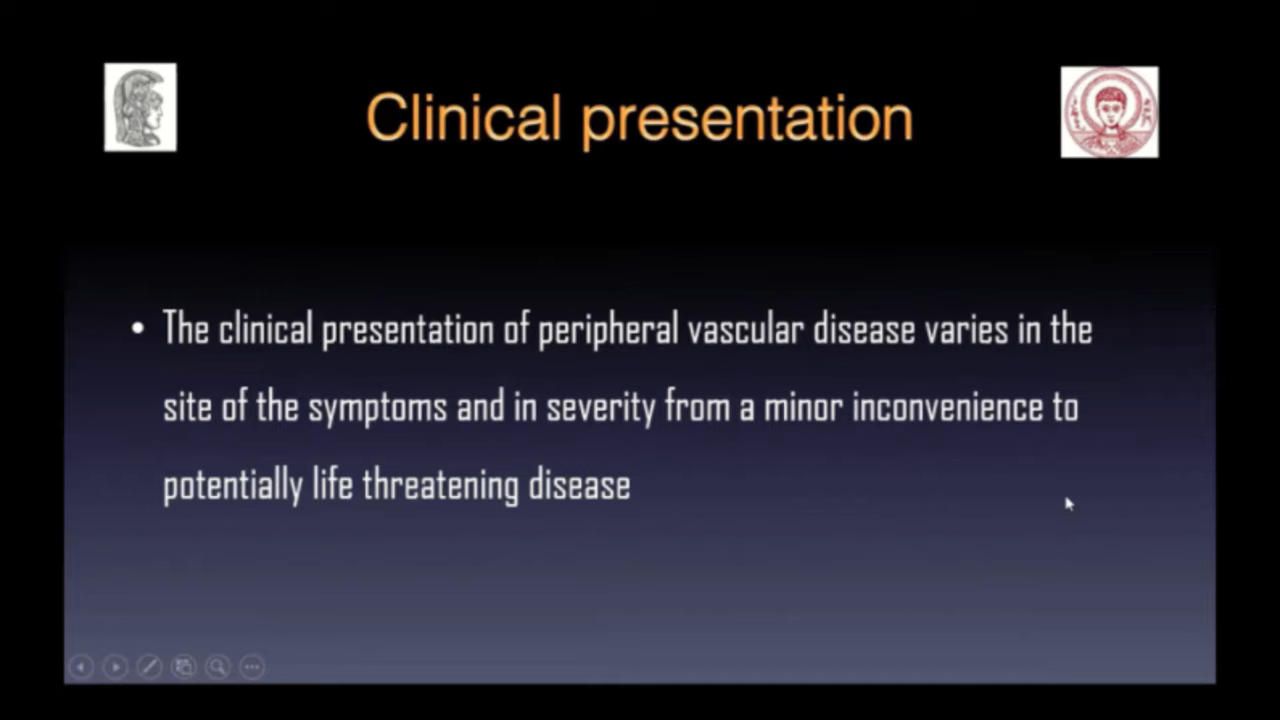 Clinical presentation
• The clinical presentation of peripheral vascular disease varies in the
site of the symptoms and in severity from a minor inconvenience to
potentially life threatening disease